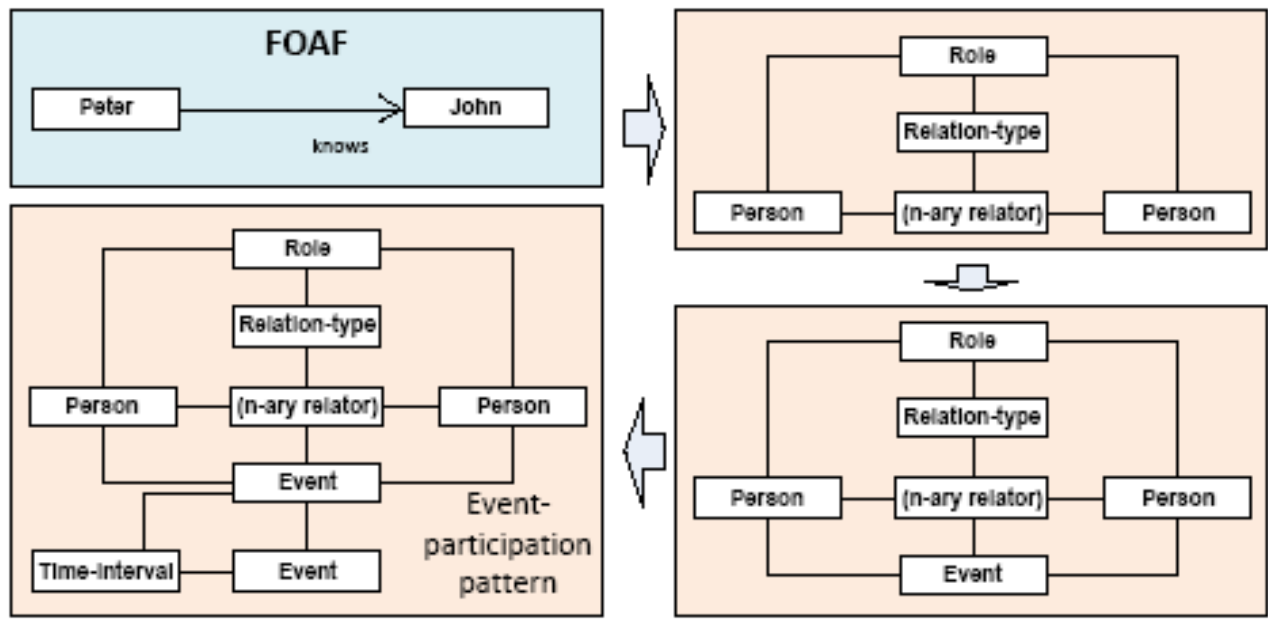 FOAF
Peter
John
knows
Role
Relation-type
Person
(n-ary relator)
Person
Role
Relation-type
Person
(n-ary relator)
Person
Event
Role
Relation-type
Person
(n-ary relator)
Person
Event
Event-
participation
pattern
Time-interval
Event